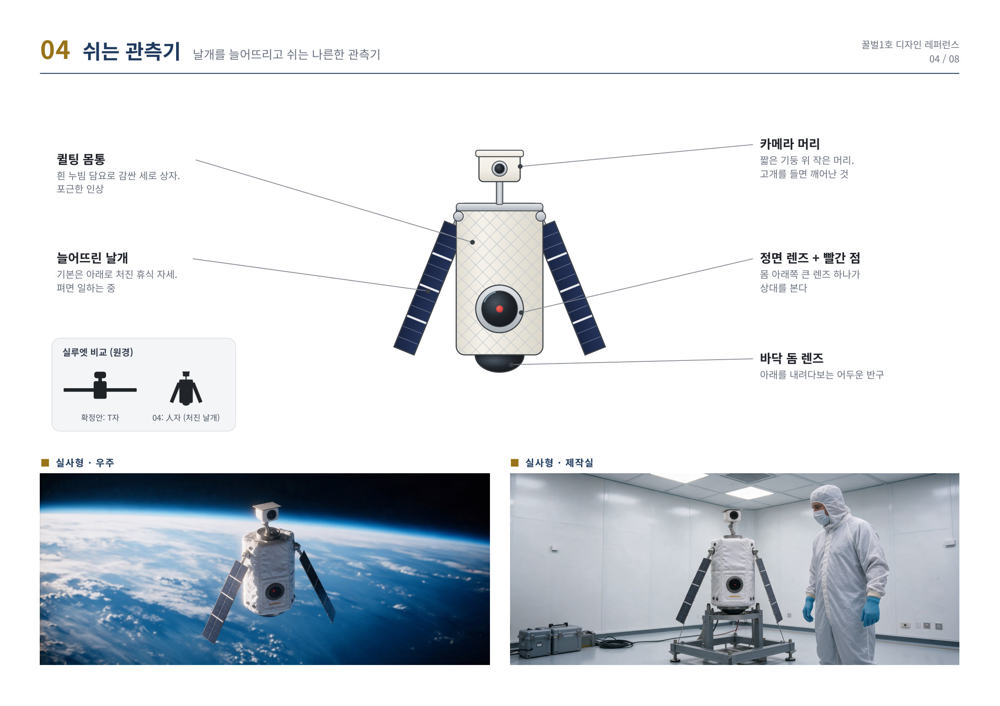 04 쉬는 관측기 날개를 늘어뜨리고 쉬는 나른한 관측기
꿀벌1호 디자인 레퍼런스
04 / 08
퀼팅 몸통
흰 누빔 담요로 감싼 세로 상자.
포근한 인상
늘어뜨린 날개
기본은 아래로 처진 휴식 자세.
펴면 일하는 중
카메라 머리
짧은 기둥 위 작은 머리.
고개를 들면 깨어난 것
정면 렌즈 + 빨간 점
몸 아래쪽 큰 렌즈 하나가
상대를 본다
바닥 돔 렌즈
아래를 내려다보는 어두운 반구
실루엣 비교 (원경)
확정안: T자
04: 人자 (처진 날개)
실사형 · 우주
실사형 · 제작실